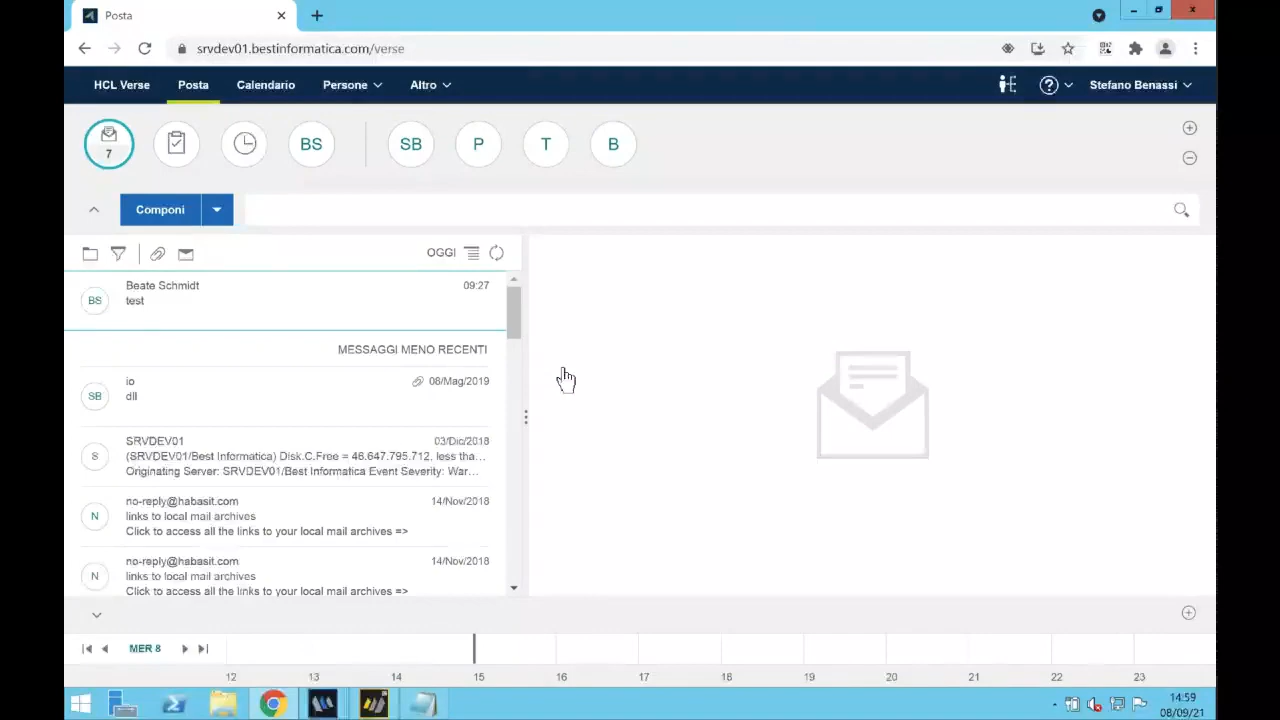 Posta
srvdev01.bestinformatica.com/verse
HCL Verse Posta Calendario Persone Altro Stefano Benassi
7 BS SB P T B
Componi
OGGI
Beate Schmidt 09:27
BS test
MESSAGGI MENO RECENTI
io 08/Mag/2019
SB dll
SRVDEV01 03/Dic/2018
S (SRVDEV01/Best Informatica) Disk.C.Free = 46.647.795.712, less tha...
Originating Server: SRVDEV01/Best Informatica Event Severity: War...
no-reply@habasit.com 14/Nov/2018
N links to local mail archives
Click to access all the links to your local mail archives =>
no-reply@habasit.com 14/Nov/2018
N links to local mail archives
Click to access all the links to your local mail archives =>
MER 8
12 13 14 15 16 17 18 19 20 21 22 23
14:59
08/09/21